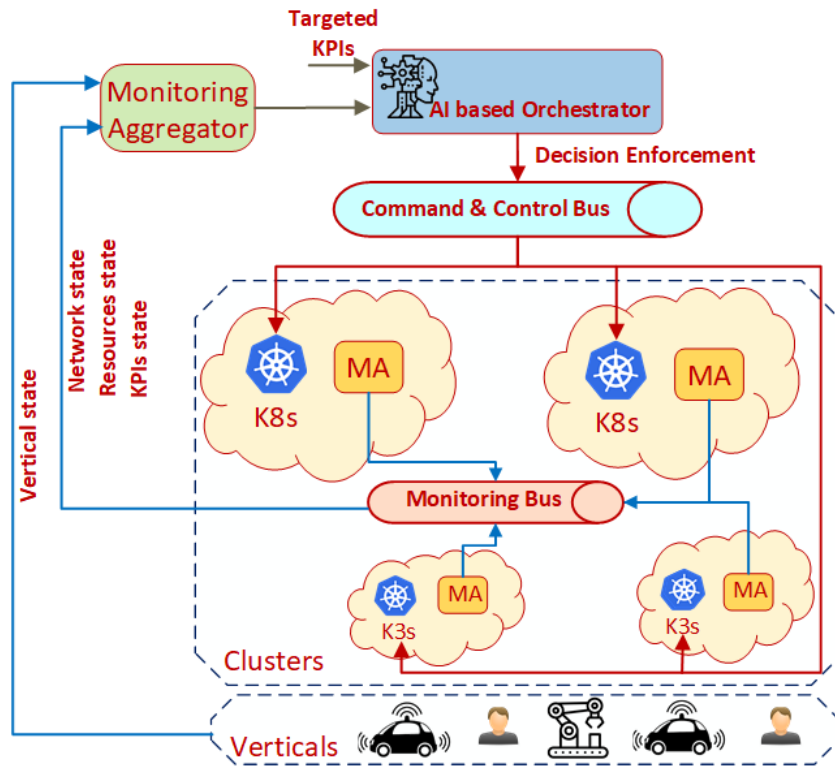 Targeted
KPIs
Monitoring
Aggregator
AI based Orchestrator
Decision Enforcement
Command & Control Bus
Network state
Resources state
KPIs state
Vertical state
MA
K8s
MA
K8s
Monitoring Bus
MA
K3s
MA
K3s
Clusters
Verticals